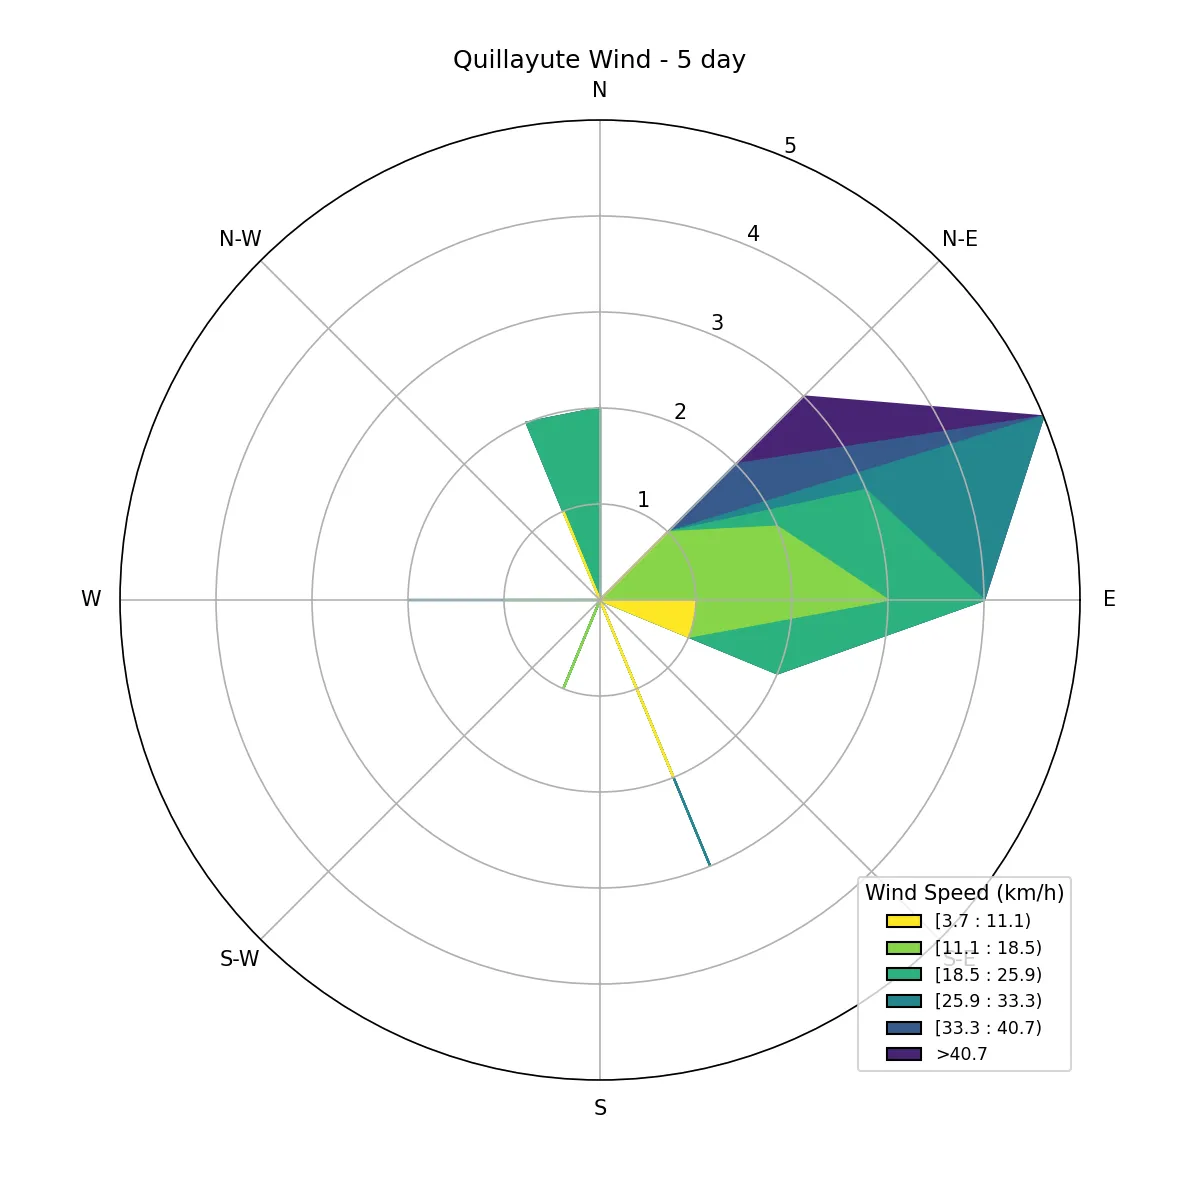 Quillayute Wind - 5 day
N
5
N-W
4
N-E
3
2
1
W
E
S-W
S-E
S
Wind Speed (km/h)
[3.7 : 11.1)
[11.1 : 18.5)
[18.5 : 25.9)
[25.9 : 33.3)
[33.3 : 40.7)
>40.7